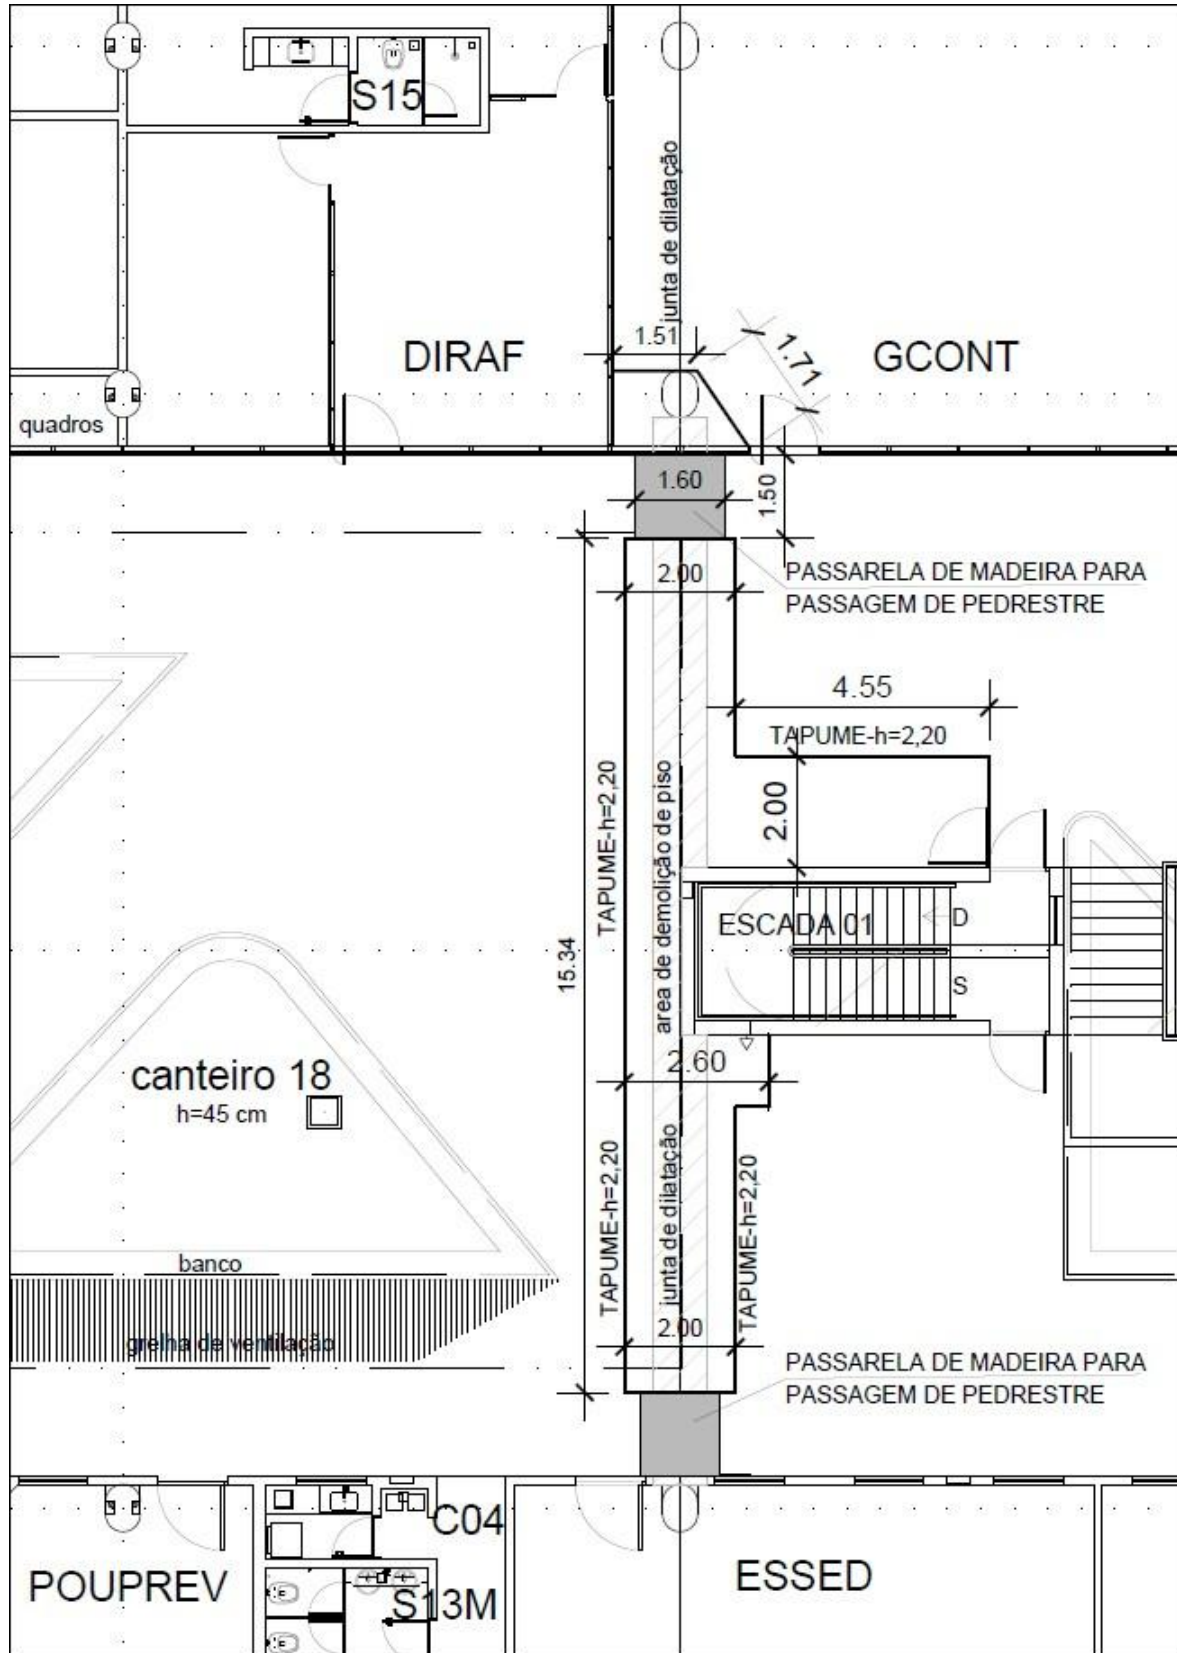 S15
junta de dilatação
1.51
1.71
DIRAF
GCONT
quadros
1.60
1.50
2.00
PASSARELA DE MADEIRA PARA
PASSAGEM DE PEDRESTRE
4.55
TAPUME-h=2,20
TAPUME-h=2,20
area de demolição de piso
2.00
15.34
ESCADA 01
D
S
2.60
canteiro 18
h=45 cm
TAPUME-h=2,20
junta de dilatação
TAPUME-h=2,20
banco
grelha de ventilação
2.00
PASSARELA DE MADEIRA PARA
PASSAGEM DE PEDRESTRE
C04
POUPREV
S13M
ESSED